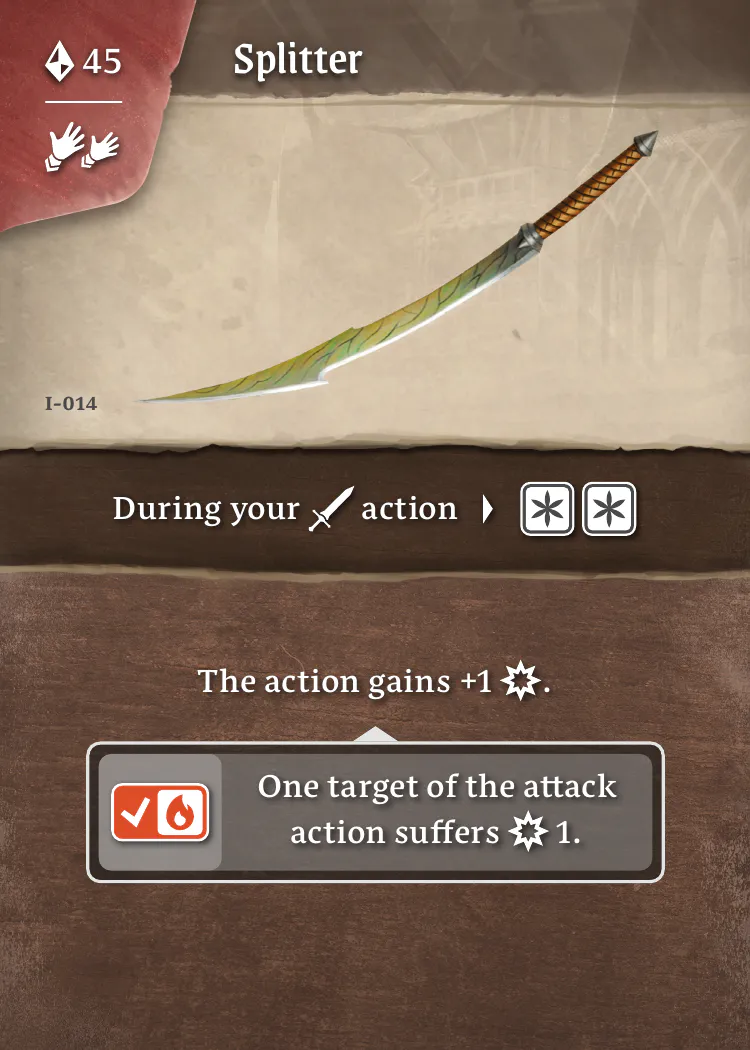 45
Splitter
I-014
During your action
The action gains +1 .
One target of the attack
action suffers 1.